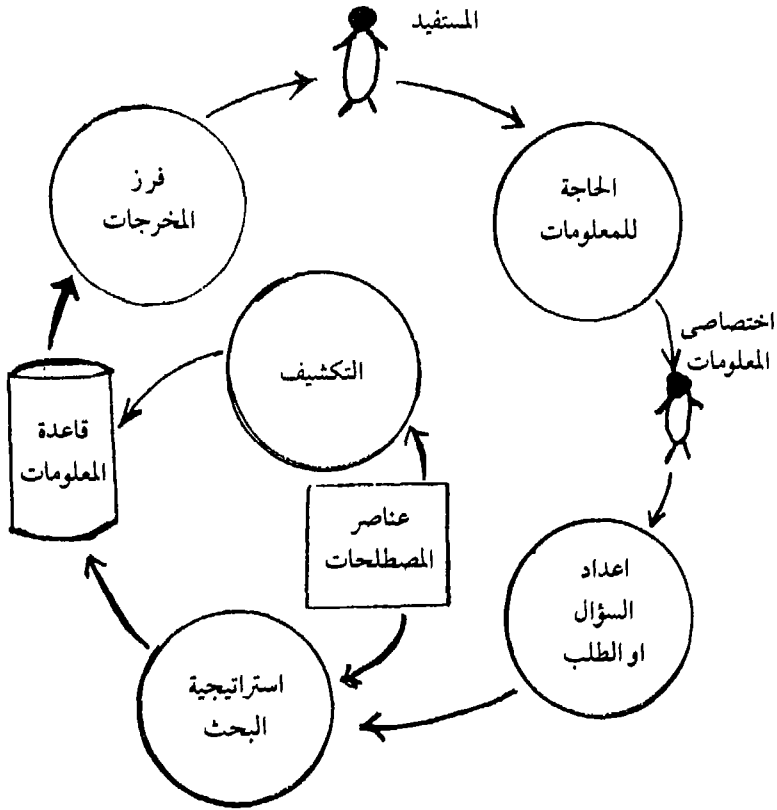 المستفيد
الحاجة
للمعلومات
اختصاصى
المعلومات
اعداد
السؤال
او الطلب
استراتيجية
البحث
عناصر
المصطلحات
التكشيف
قاعدة
المعلومات
فرز
المخرجات